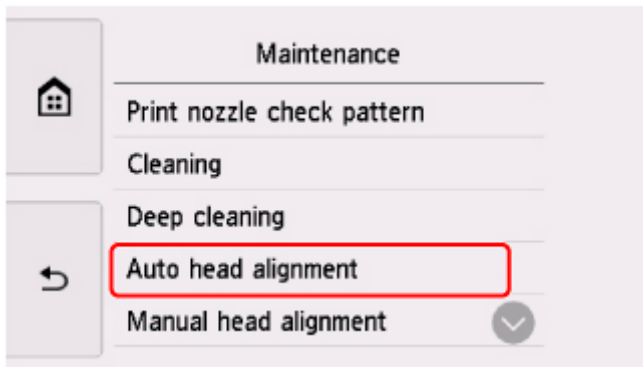 Maintenance
Print nozzle check pattern
Cleaning
Deep cleaning
Auto head alignment
Manual head alignment